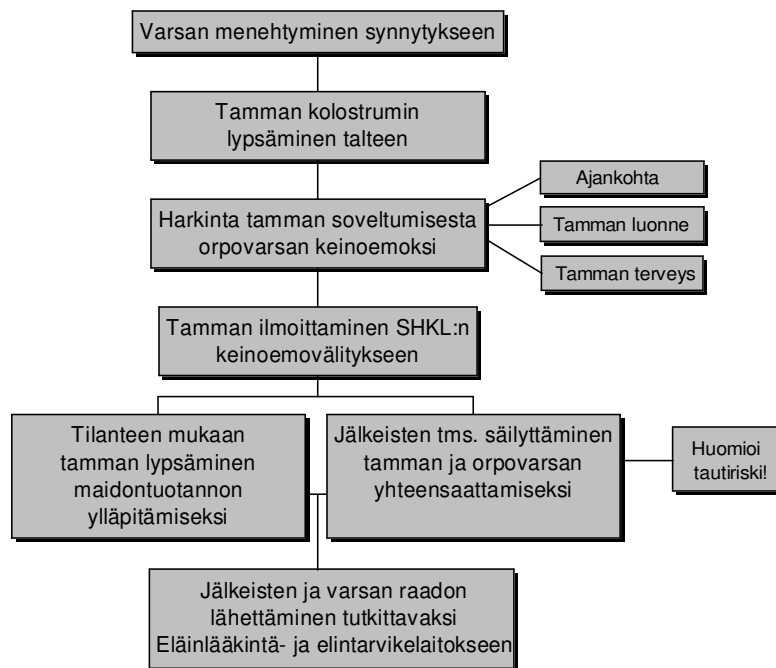 Varsan menehtyminen synnytykseen
Tamman kolostrumin
lypsäminen talteen
Harkinta tamman soveltumisesta
orpovarsan keinoemoksi
Ajankohta
Tamman luonne
Tamman terveys
Tamman ilmoittaminen SHKL:n
keinoemovälitykseen
Tilanteen mukaan
tamman lypsäminen
maidontuotannon
ylläpitämiseksi
Jälkeisten tms. säilyttäminen
tamman ja orpovarsan
yhteensaattamiseksi
Huomioi
tautiriski!
Jälkeisten ja varsan raadon
lähettäminen tutkittavaksi
Eläinlääkintä- ja elintarvikelaitokseen